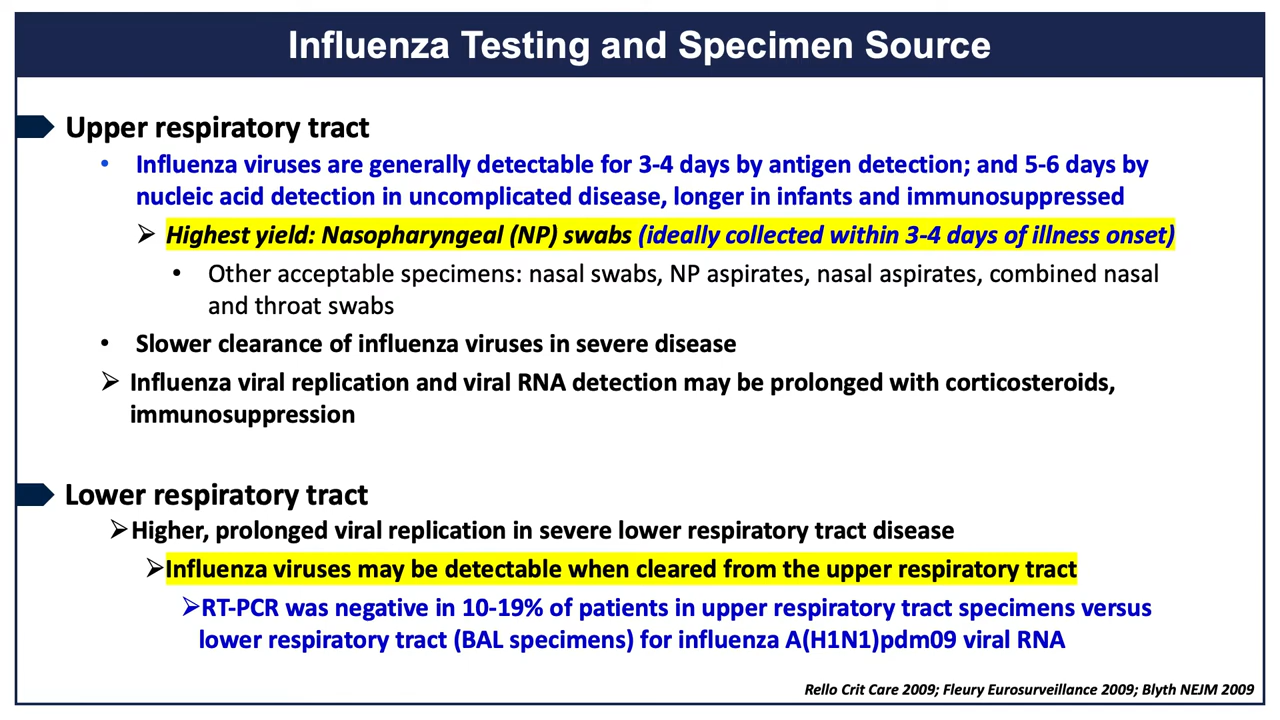 Influenza Testing and Specimen Source
Upper respiratory tract
• Influenza viruses are generally detectable for 3-4 days by antigen detection; and 5-6 days by
nucleic acid detection in uncomplicated disease, longer in infants and immunosuppressed
➢ Highest yield: Nasopharyngeal (NP) swabs (ideally collected within 3-4 days of illness onset)
• Other acceptable specimens: nasal swabs, NP aspirates, nasal aspirates, combined nasal
and throat swabs
• Slower clearance of influenza viruses in severe disease
➢ Influenza viral replication and viral RNA detection may be prolonged with corticosteroids,
immunosuppression
Lower respiratory tract
➢Higher, prolonged viral replication in severe lower respiratory tract disease
➢Influenza viruses may be detectable when cleared from the upper respiratory tract
➢RT-PCR was negative in 10-19% of patients in upper respiratory tract specimens versus
lower respiratory tract (BAL specimens) for influenza A(H1N1)pdm09 viral RNA
Rello Crit Care 2009; Fleury Eurosurveillance 2009; Blyth NEJM 2009